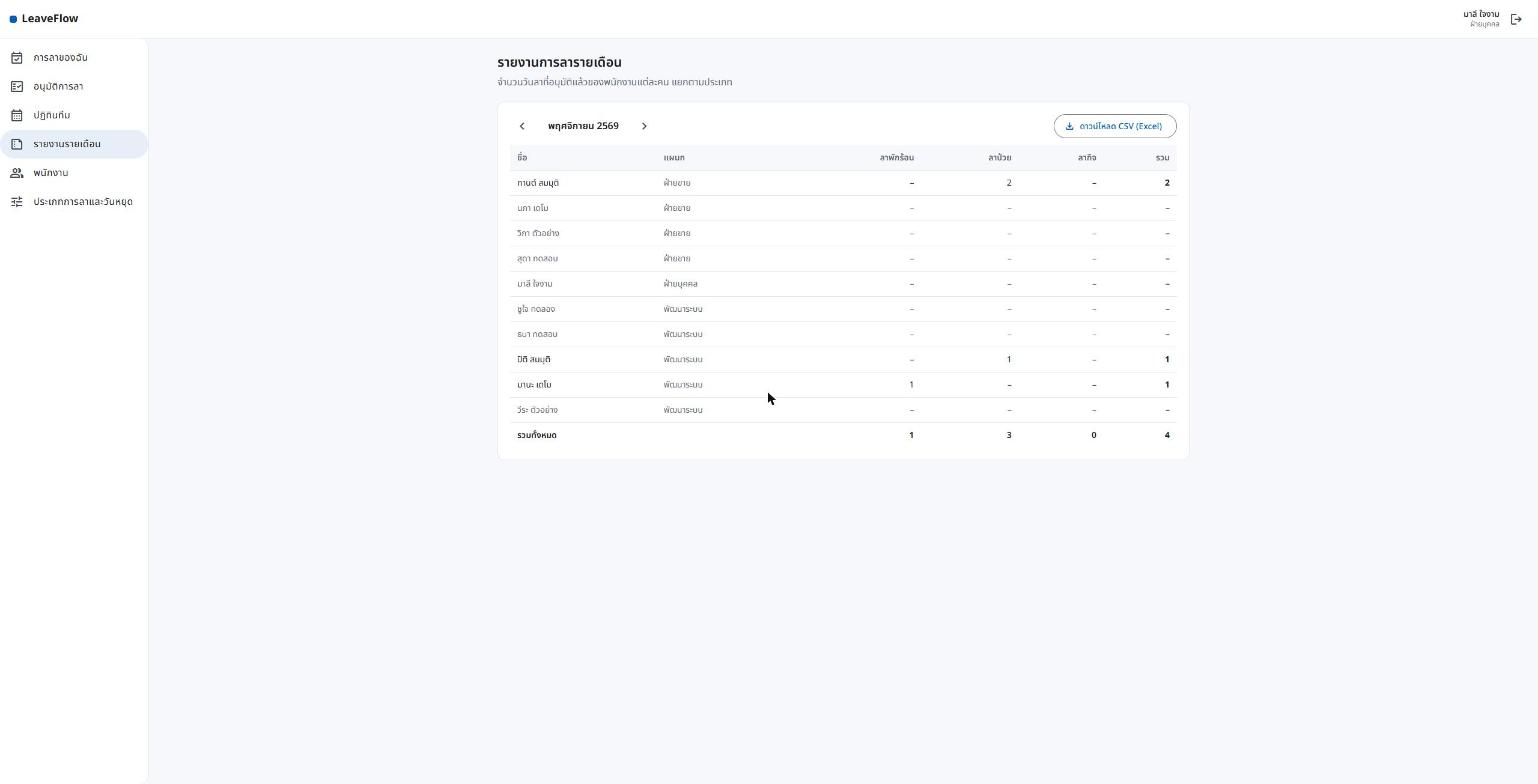 LeaveFlow
มาลี ใจงาม
ฝ่ายบุคคล
การลาของฉัน
อนุมัติการลา
ปฏิทินทีม
รายงานรายเดือน
พนักงาน
ประเภทการลาและวันหยุด
รายงานการลารายเดือน
จำนวนวันลาที่อนุมัติแล้วของพนักงานแต่ละคน แยกตามประเภท
พฤศจิกายน 2569
ดาวน์โหลด CSV (Excel)
ชื่อ แผนก ลาพักร้อน ลาป่วย ลากิจ รวม
กานต์ สมมุติ ฝ่ายขาย – 2 – 2
นภา เดโม ฝ่ายขาย – – – –
วิภา ตัวอย่าง ฝ่ายขาย – – – –
สุดา ทดสอบ ฝ่ายขาย – – – –
มาลี ใจงาม ฝ่ายบุคคล – – – –
ชูใจ ทดลอง พัฒนาระบบ – – – –
ธนา ทดสอบ พัฒนาระบบ – – – –
ปิติ สมมุติ พัฒนาระบบ – 1 – 1
มานะ เดโม พัฒนาระบบ 1 – – 1
วีระ ตัวอย่าง พัฒนาระบบ – – – –
รวมทั้งหมด 1 3 0 4